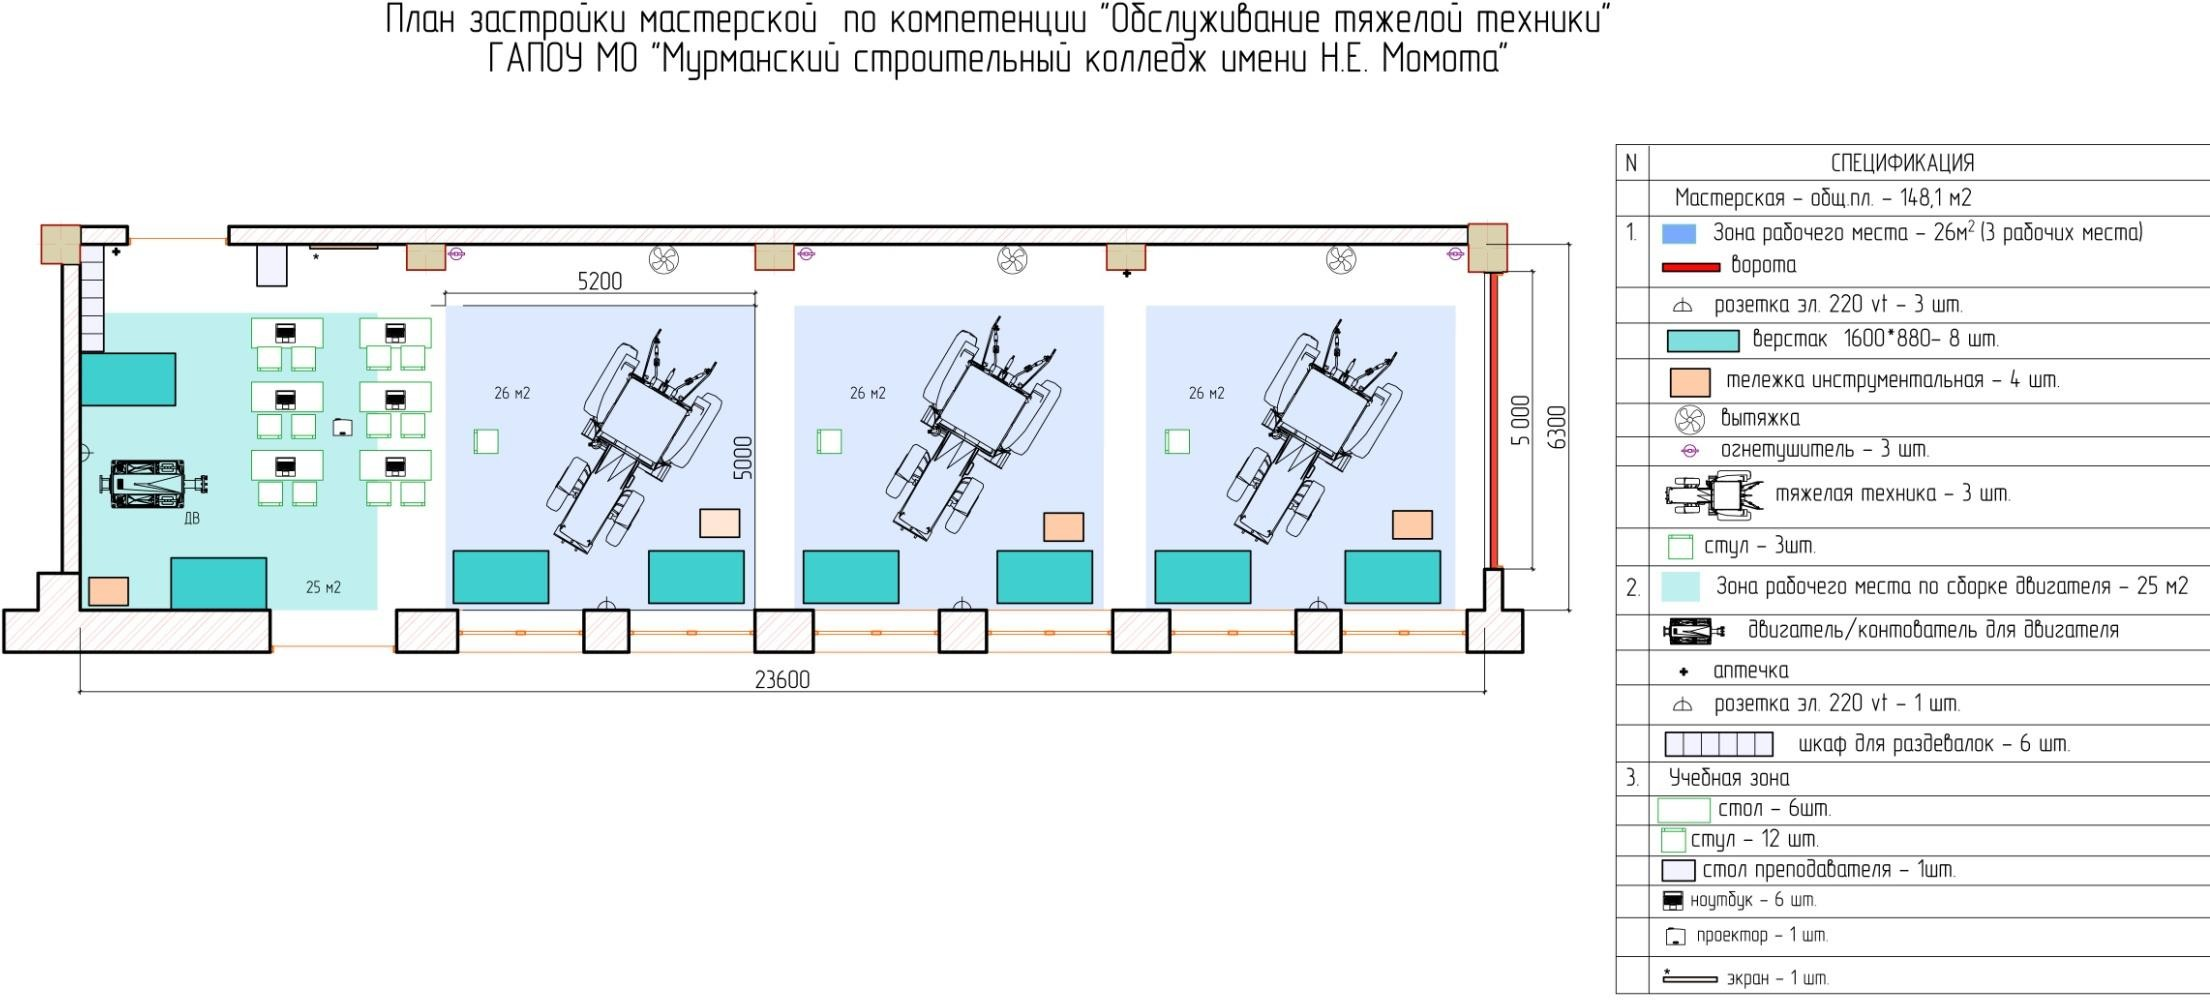 План застройки мастерской по компетенции "Обслуживание тяжелой техники"
ГАПОУ МО "Мурманский строительный колледж имени Н.Е. Момота"
*
5200
26 м2
26 м2
26 м2
5000
5 000
6300
ДВ
25 м2
23600
N СПЕЦИФИКАЦИЯ
Мастерская - общ.пл. - 148,1 м2
1. Зона рабочего места - 26м² (3 рабочих места)
ворота
розетка эл. 220 vt - 3 шт.
верстак 1600*880- 8 шт.
тележка инструментальная - 4 шт.
вытяжка
огнетушитель - 3 шт.
тяжелая техника - 3 шт.
стул - 3шт.
2. Зона рабочего места по сборке двигателя - 25 м2
двигатель/контователь для двигателя
аптечка
розетка эл. 220 vt - 1 шт.
шкаф для раздевалок - 6 шт.
3. Учебная зона
стол - 6шт.
стул - 12 шт.
стол преподавателя - 1шт.
ноутбук - 6 шт.
проектор - 1 шт.
* экран - 1 шт.